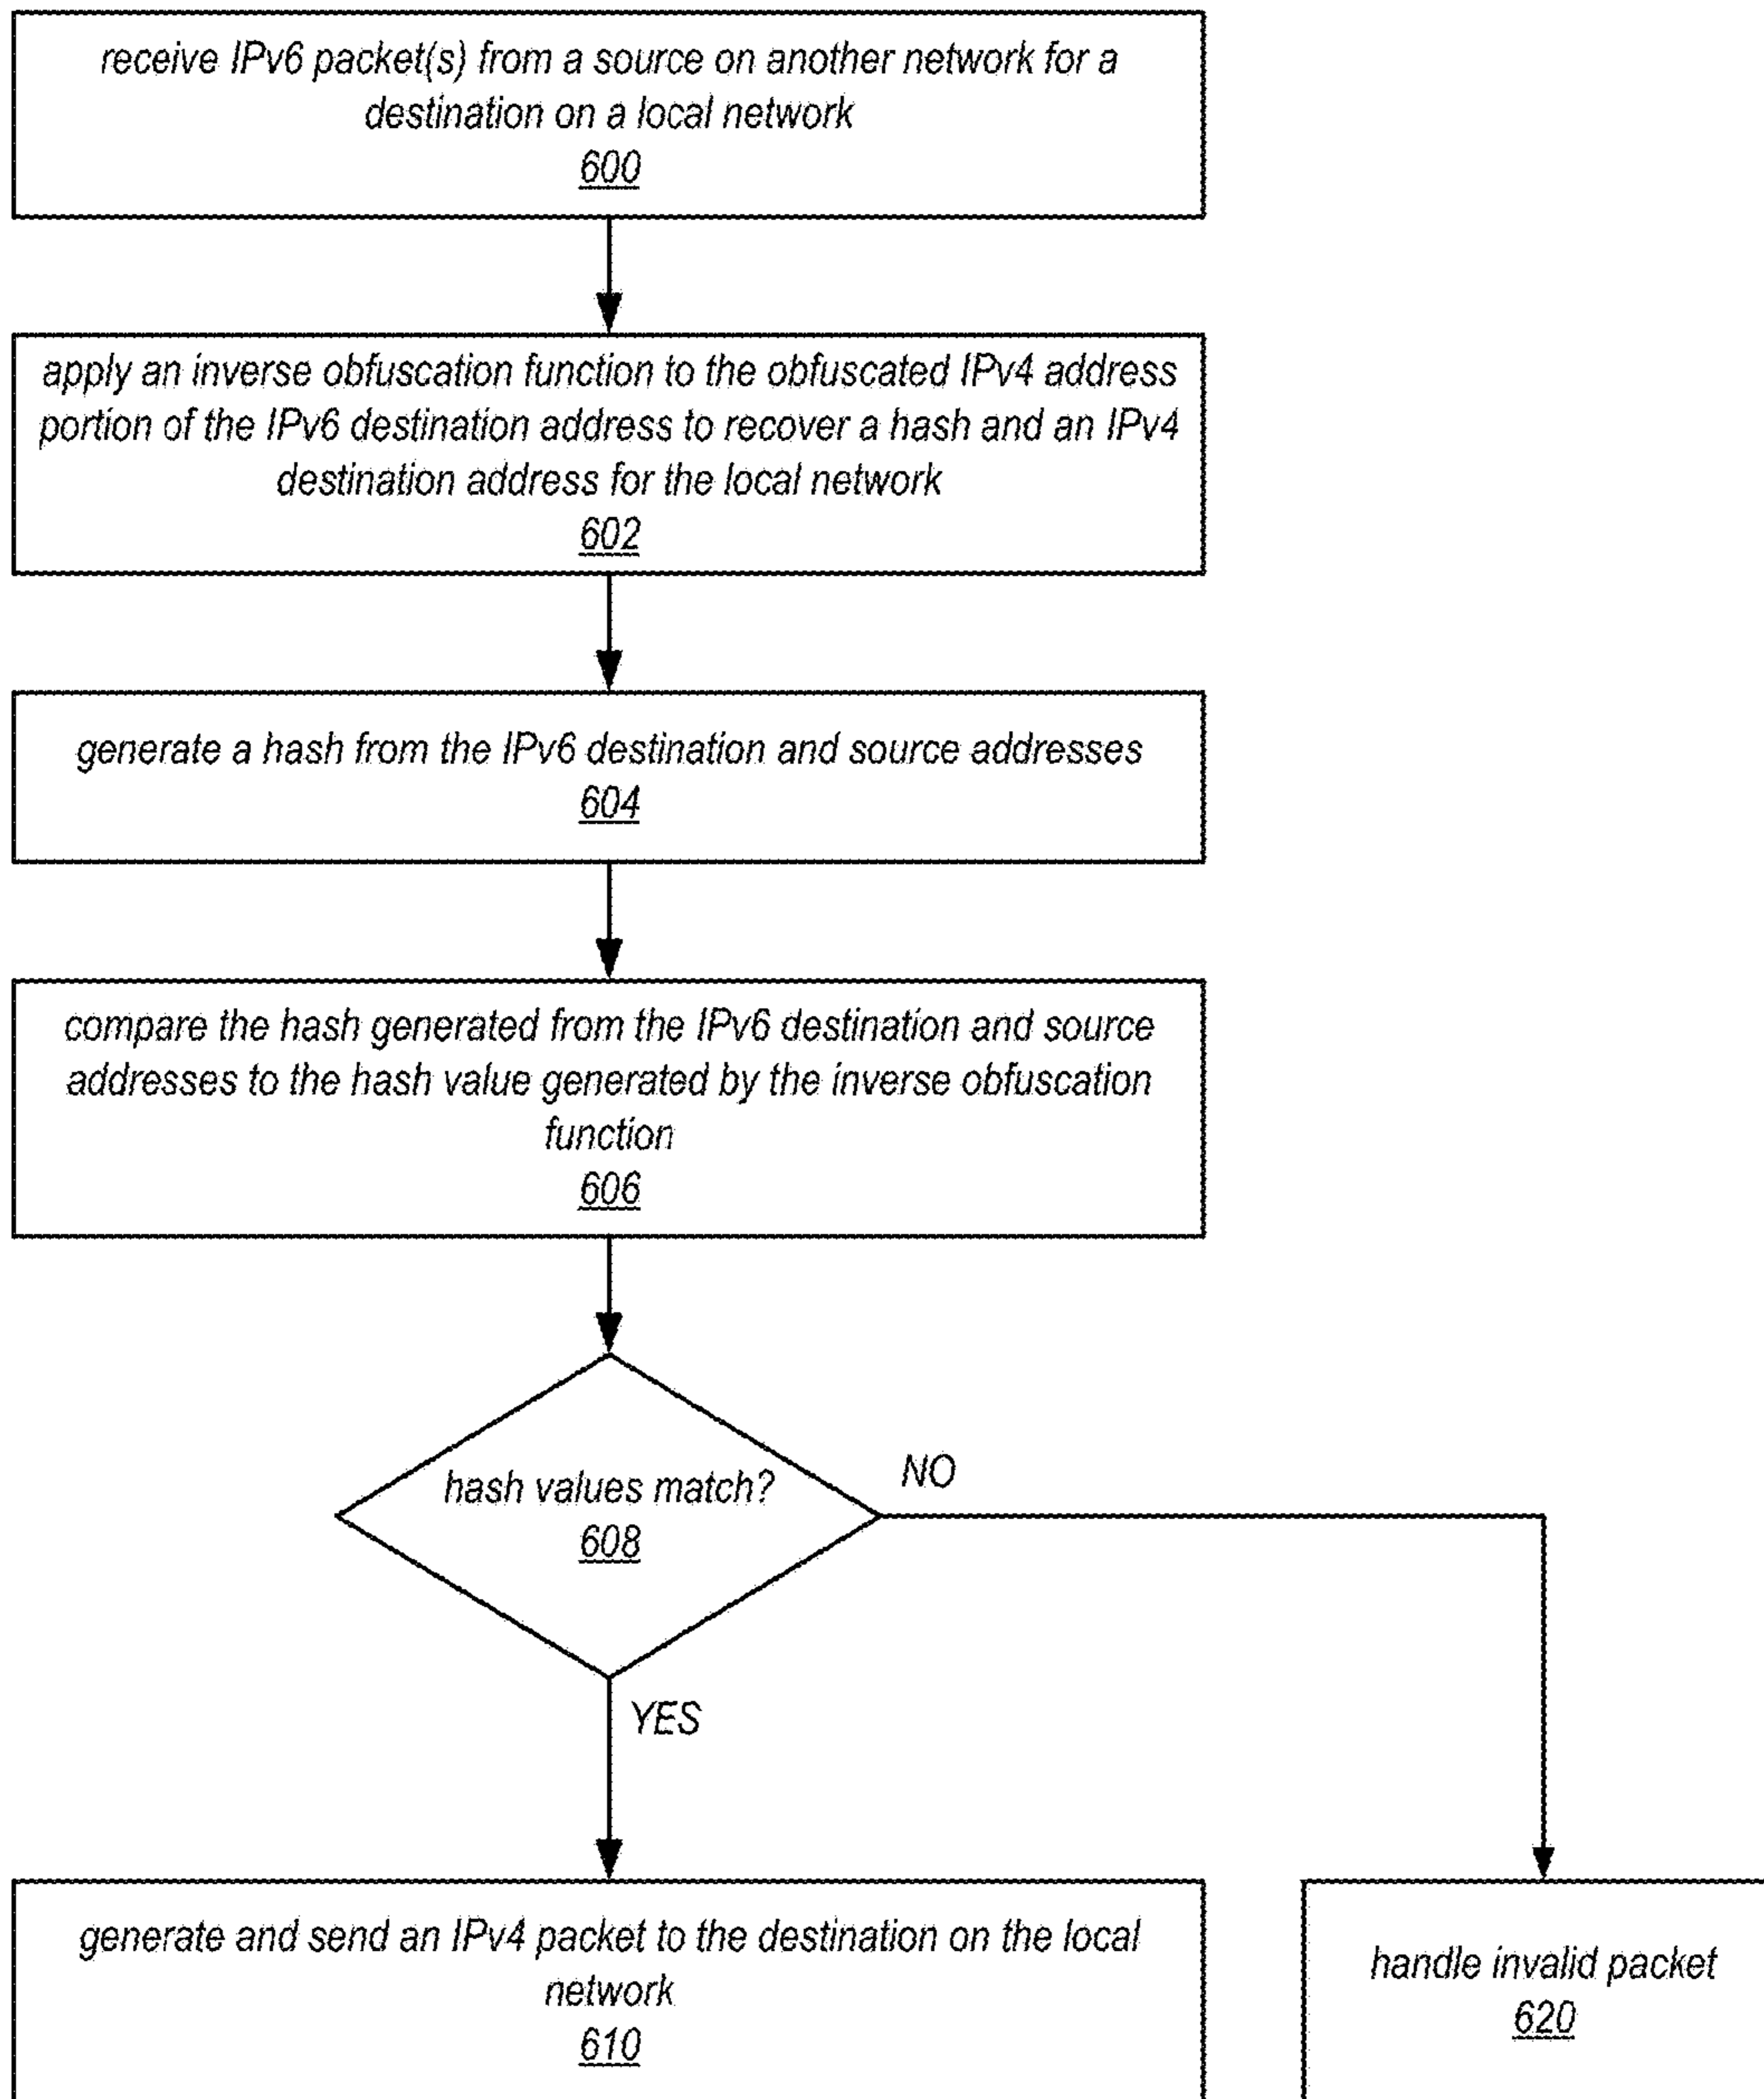 receive IPv6 packet(s) from a source on another network for a
destination on a local network
600
apply an inverse obfuscation function to the obfuscated IPv4 address
portion of the IPv6 destination address to recover a hash and an IPv4
destination address for the local network
602
generate a hash from the IPv6 destination and source addresses
604
compare the hash generated from the IPv6 destination and source
addresses to the hash value generated by the inverse obfuscation
function
606
hash values match?
608
NO
YES
generate and send an IPv4 packet to the destination on the local
network
610
handle invalid packet
620